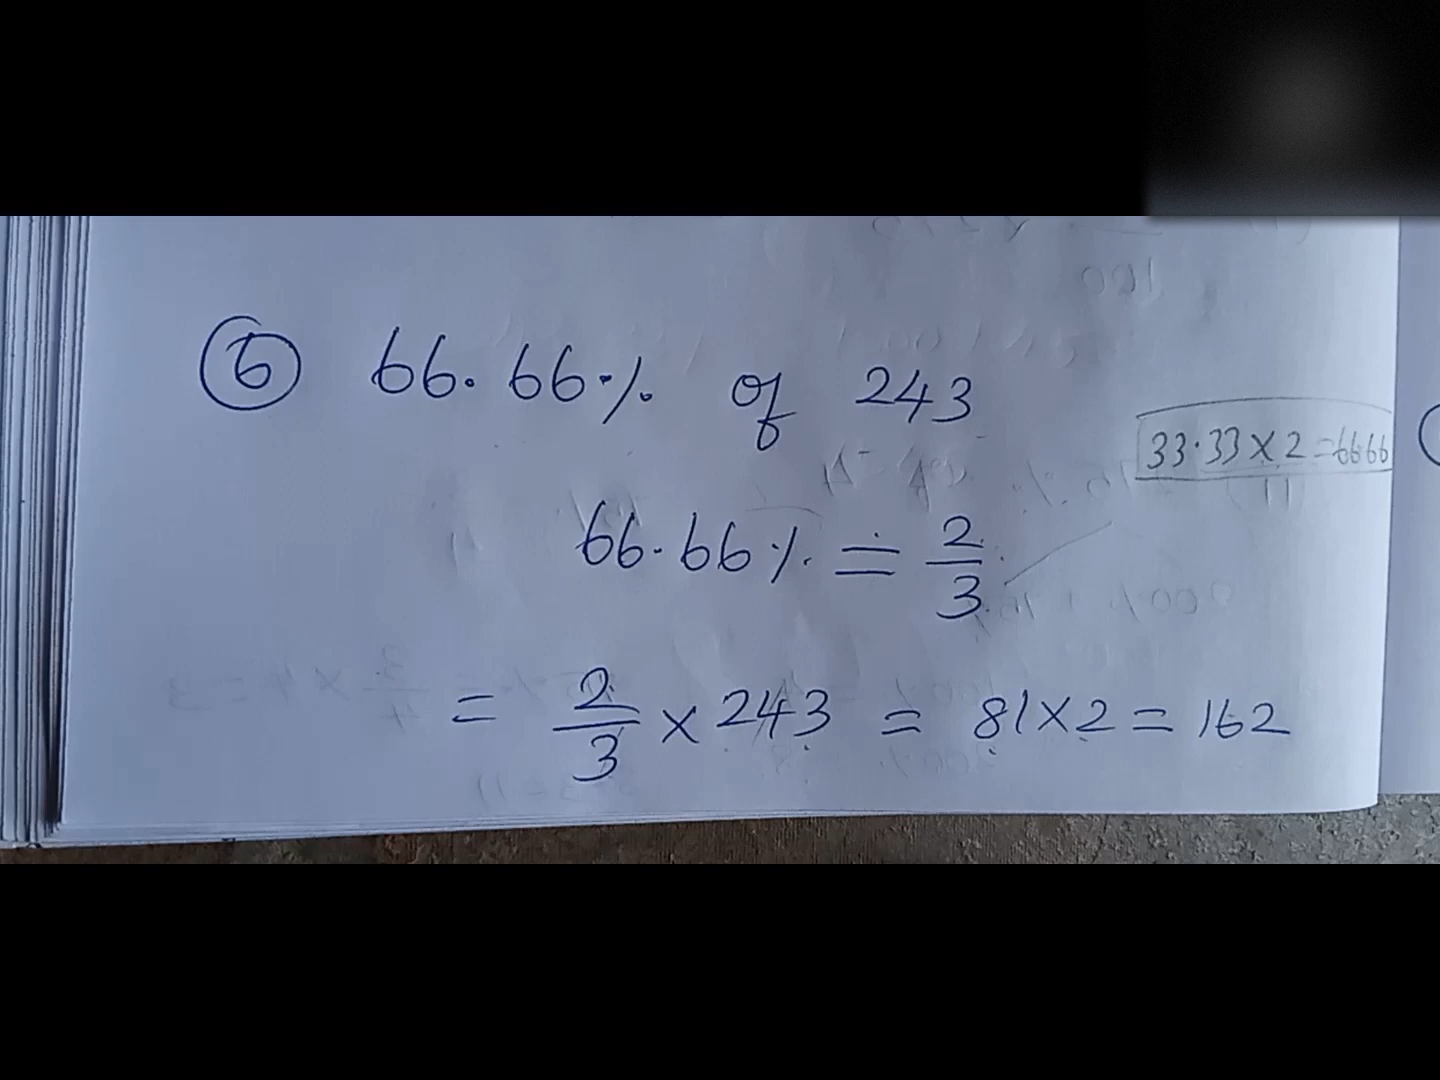 ⑥ 66.66% of 243
33.33 × 2 = 66.66
66.66% ≐ 2/3
= 2/3 × 243 = 81 × 2 = 162